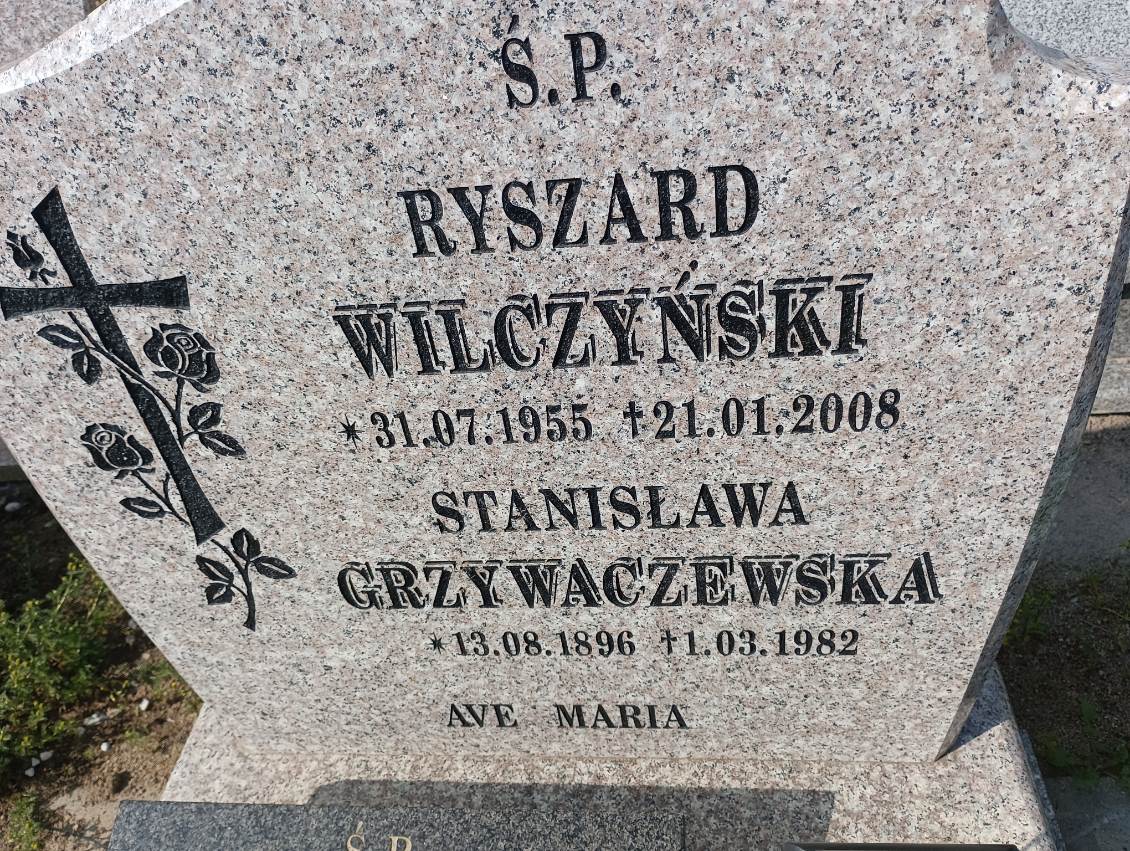 Ś.P.
RYSZARD
WILCZYŃSKI
*31.07.1955 †21.01.2008
STANISŁAWA
GRZYWACZEWSKA
*13.08.1896 †1.03.1982
AVE MARIA
Ś.P.